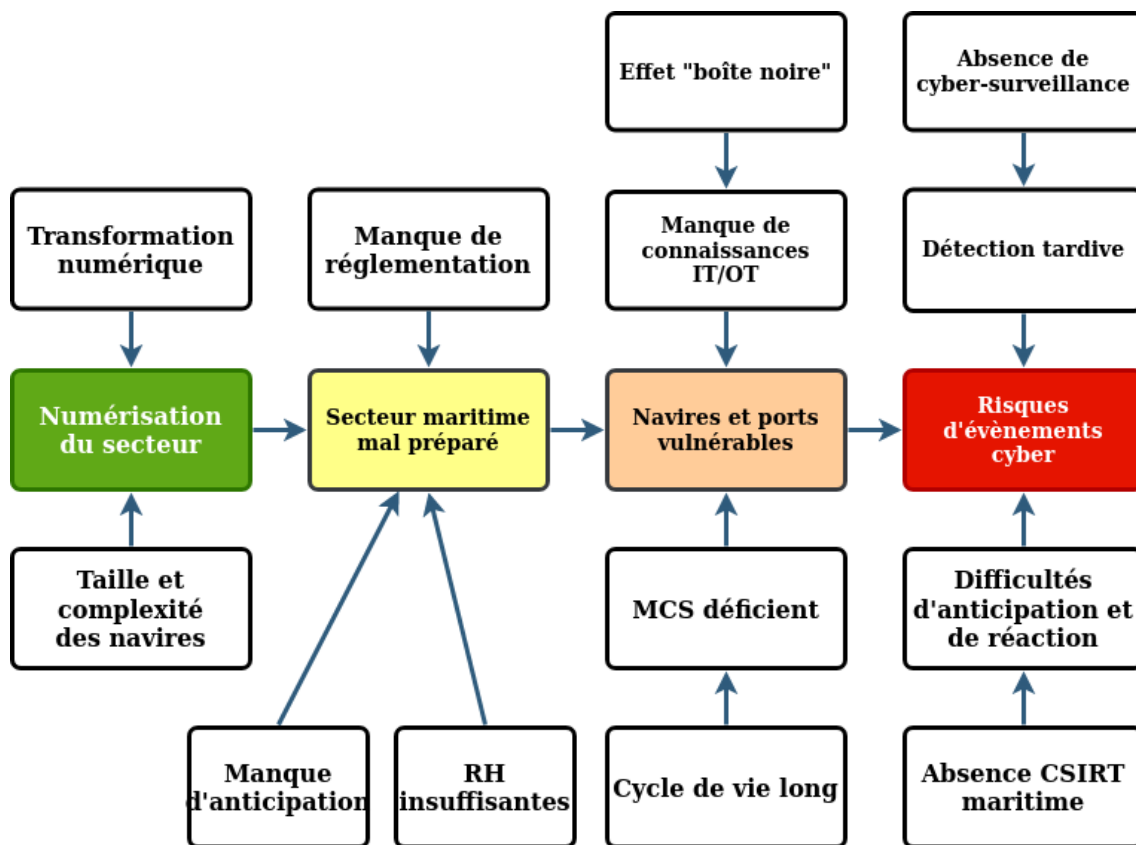 Effet "boîte noire"
Absence de
cyber-surveillance
Transformation
numérique
Manque de
réglementation
Manque de
connaissances
IT/OT
Détection tardive
Numérisation
du secteur
Secteur maritime
mal préparé
Navires et ports
vulnérables
Risques
d'évènements
cyber
Taille et
complexité
des navires
MCS déficient
Difficultés
d'anticipation et
de réaction
Manque
d'anticipation
RH
insuffisantes
Cycle de vie long
Absence CSIRT
maritime